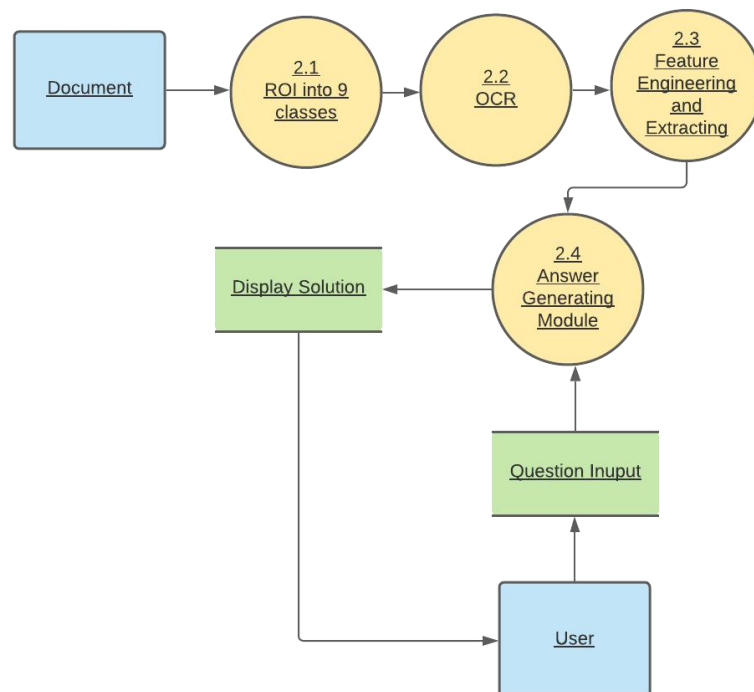 Document
2.1
ROI into 9
classes
2.2
OCR
2.3
Feature
Engineering
and
Extracting
2.4
Answer
Generating
Module
Display Solution
Question Inuput
User